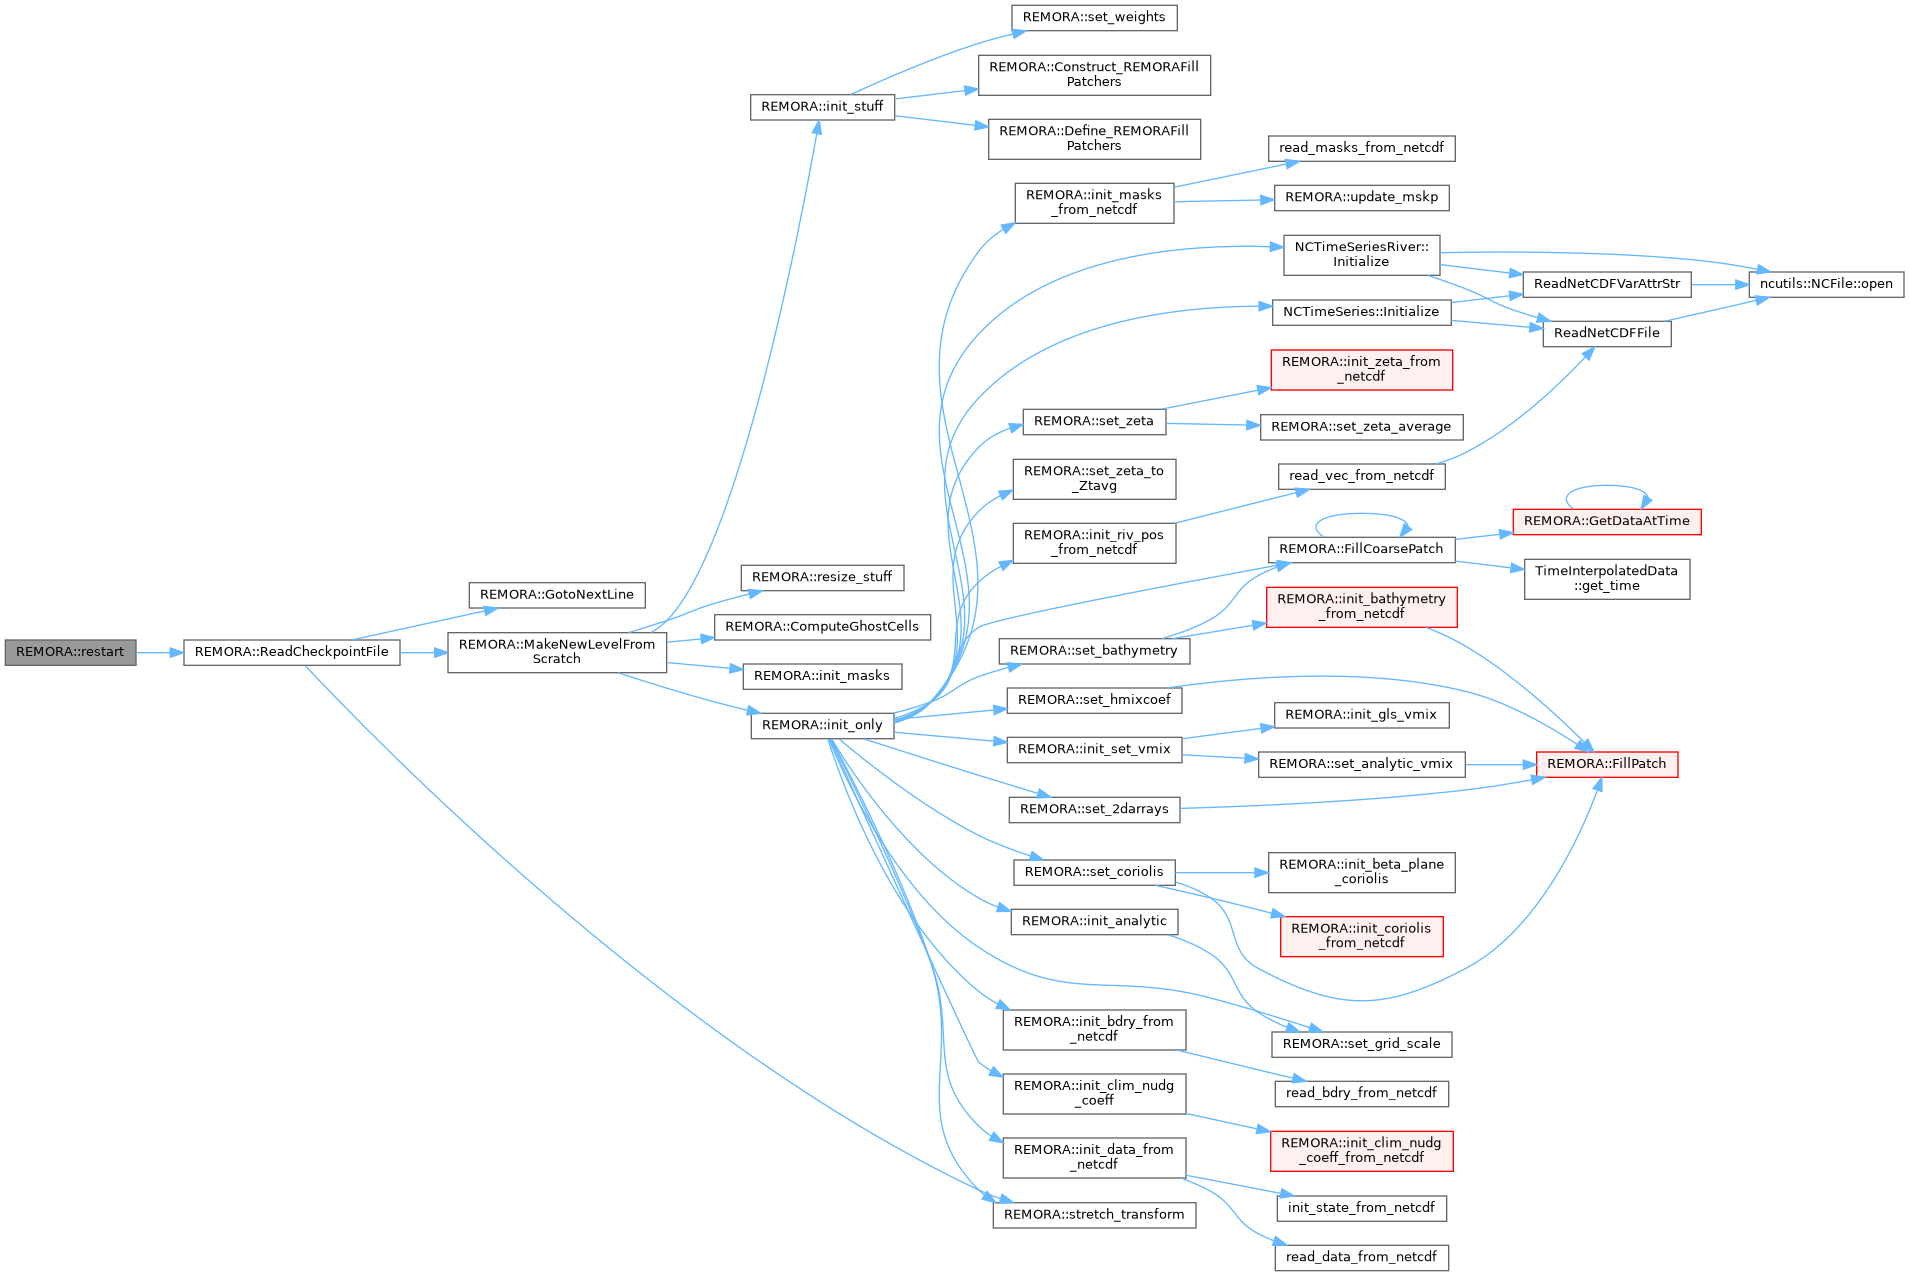 REMORA::restart
REMORA::ReadCheckpointFile
REMORA::GotoNextLine
REMORA::MakeNewLevelFrom
Scratch
REMORA::init_stuff
REMORA::resize_stuff
REMORA::ComputeGhostCells
REMORA::init_masks
REMORA::init_only
REMORA::set_weights
REMORA::Construct_REMORAFill
Patchers
REMORA::Define_REMORAFill
Patchers
REMORA::init_masks
_from_netcdf
REMORA::set_zeta
REMORA::set_zeta_to
_Ztavg
REMORA::init_riv_pos
_from_netcdf
REMORA::set_bathymetry
REMORA::set_hmixcoef
REMORA::init_set_vmix
REMORA::set_2darrays
REMORA::set_coriolis
REMORA::init_analytic
REMORA::init_bdry_from
_netcdf
REMORA::init_clim_nudg
_coeff
REMORA::init_data_from
_netcdf
REMORA::stretch_transform
read_masks_from_netcdf
REMORA::update_mskp
NCTimeSeriesRiver::
Initialize
NCTimeSeries::Initialize
REMORA::init_zeta_from
_netcdf
REMORA::set_zeta_average
read_vec_from_netcdf
REMORA::FillCoarsePatch
REMORA::init_bathymetry
_from_netcdf
REMORA::init_gls_vmix
REMORA::set_analytic_vmix
REMORA::init_beta_plane
_coriolis
REMORA::init_coriolis
_from_netcdf
REMORA::set_grid_scale
read_bdry_from_netcdf
REMORA::init_clim_nudg
_coeff_from_netcdf
init_state_from_netcdf
read_data_from_netcdf
ReadNetCDFVarAttrStr
ReadNetCDFFile
REMORA::GetDataAtTime
TimeInterpolatedData
::get_time
REMORA::FillPatch
ncutils::NCFile::open